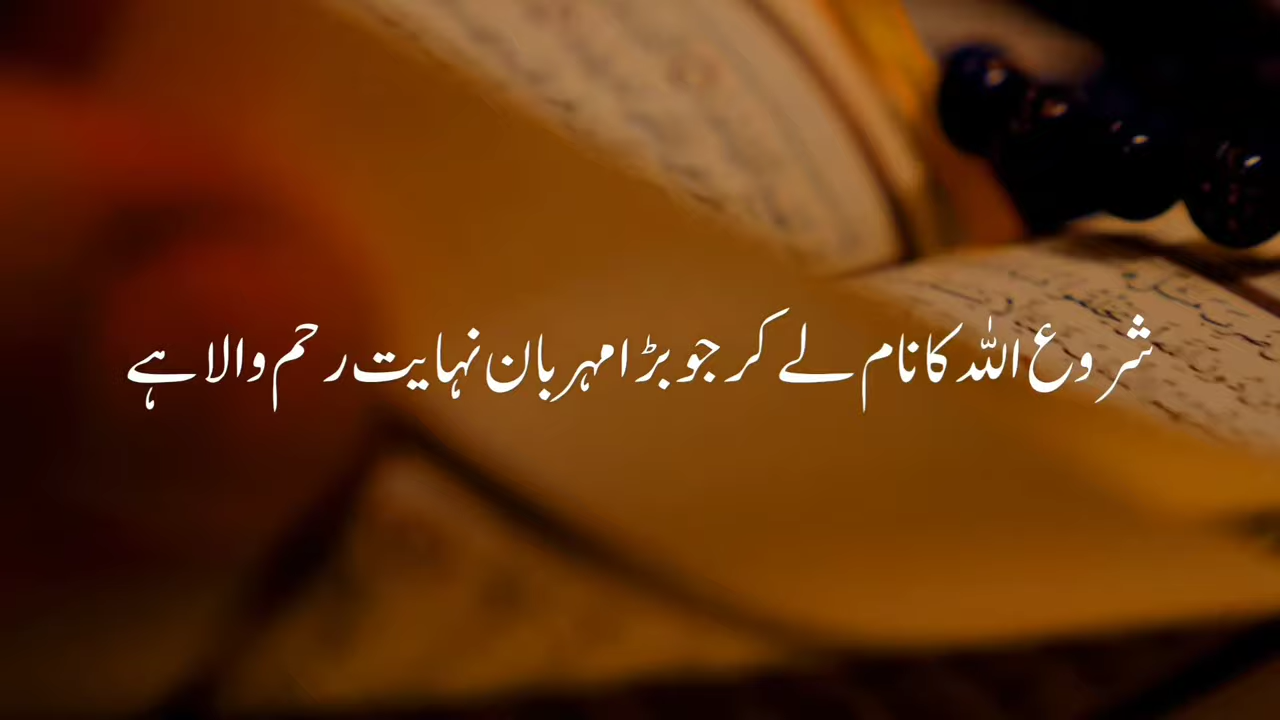 شروع اللہ کا نام لے کر جو بڑا مہربان نہایت رحم والا ہے